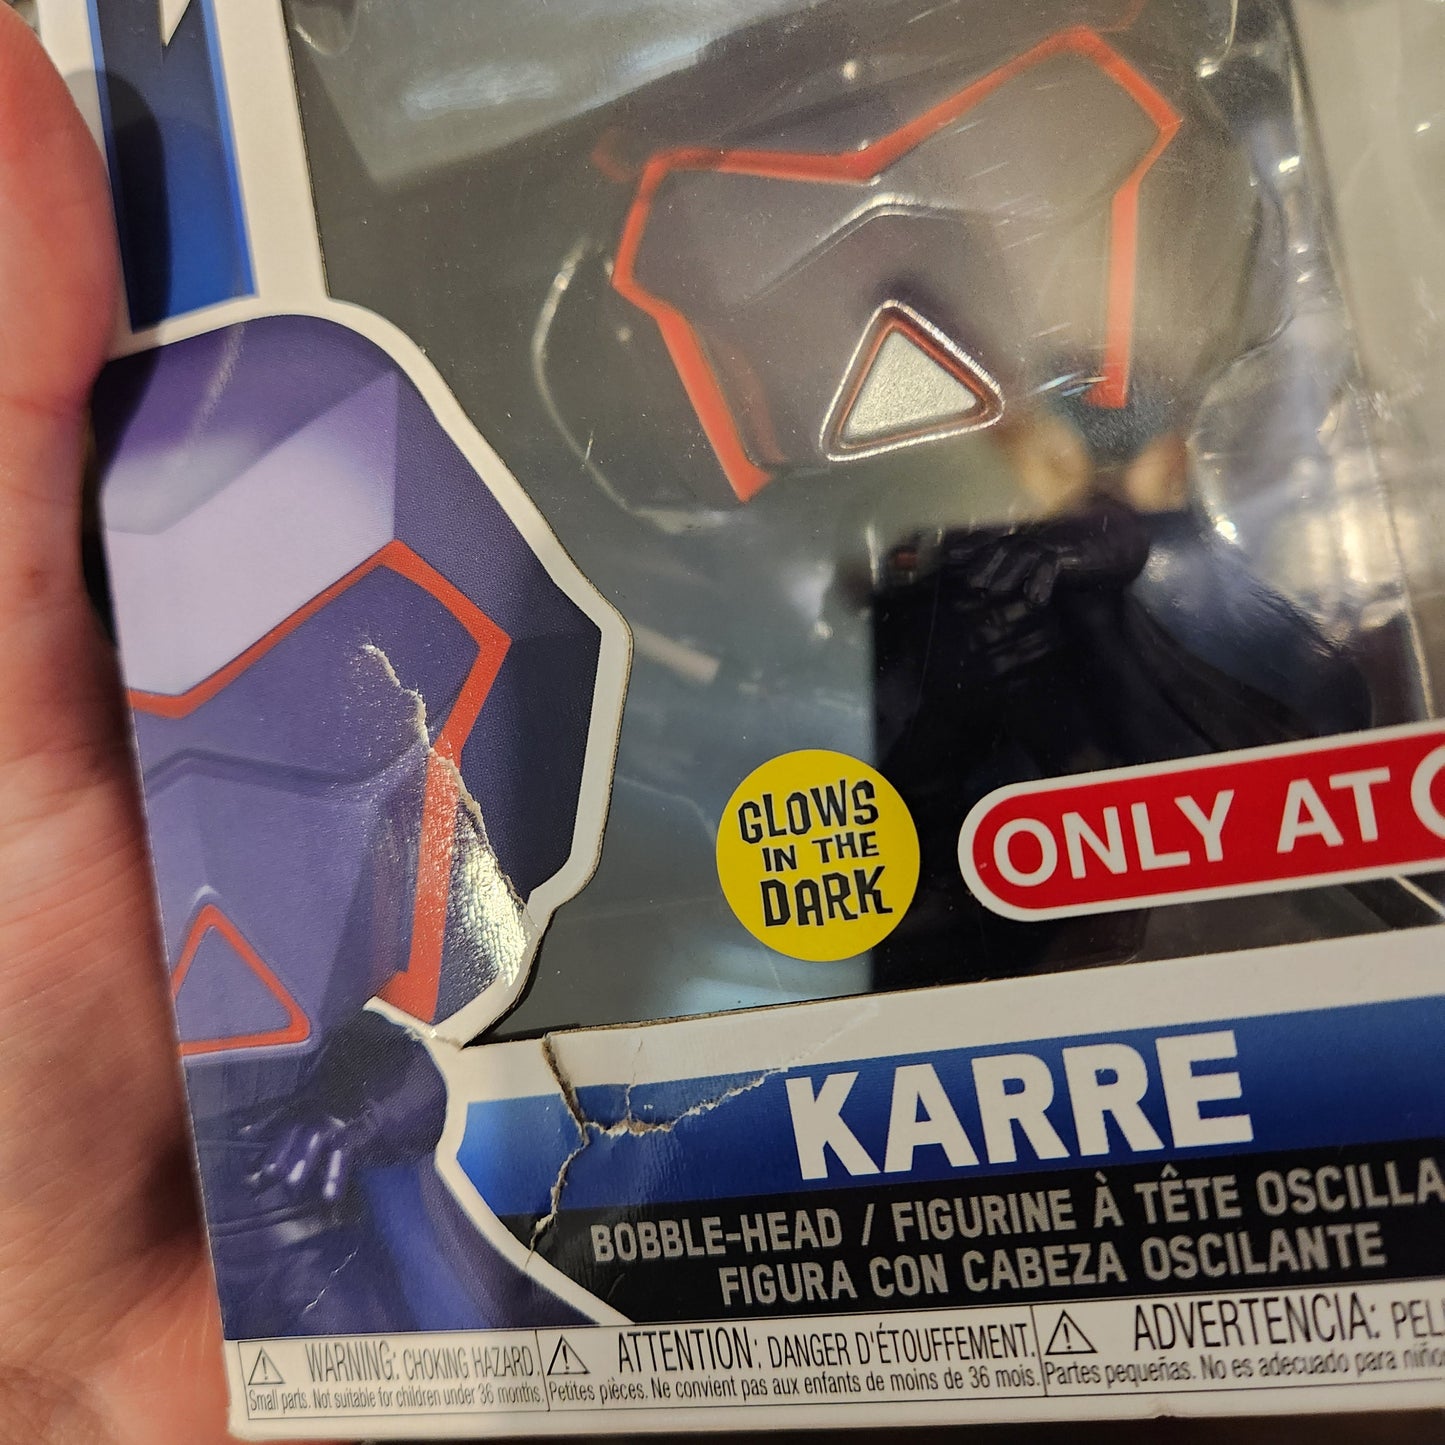 GLOWS
IN THE
DARK
ONLY AT
KARRE
BOBBLE-HEAD / FIGURINE À TÊTE OSCILLA
FIGURA CON CABEZA OSCILANTE
WARNING: CHOKING HAZARD.
Small parts. Not suitable for children under 36 months.
ATTENTION: DANGER D'ÉTOUFFEMENT.
Petites pièces. Ne convient pas aux enfants de moins de 36 mois.
ADVERTENCIA: PEL
Partes pequeñas. No es adecuado para niño